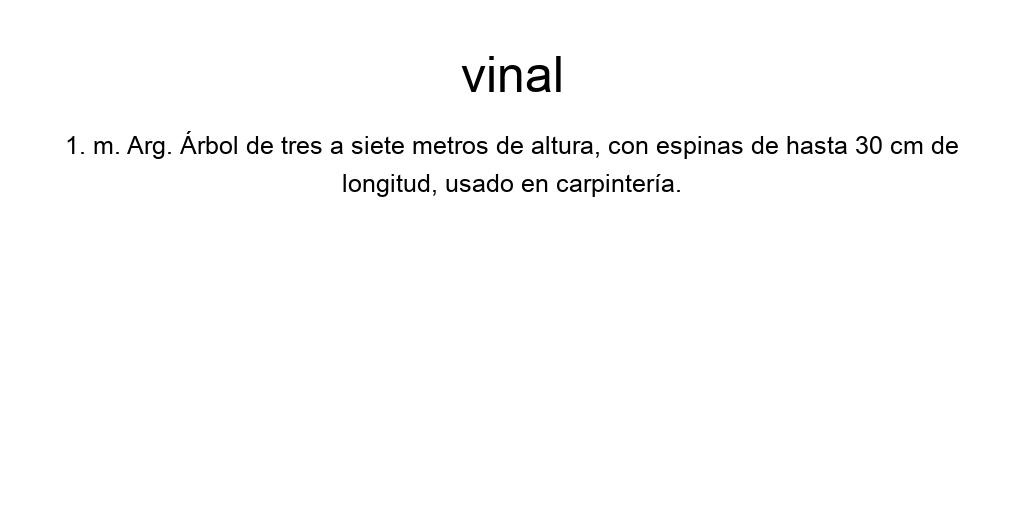 vinal
1. m. Arg. Árbol de tres a siete metros de altura, con espinas de hasta 30 cm de
longitud, usado en carpintería.